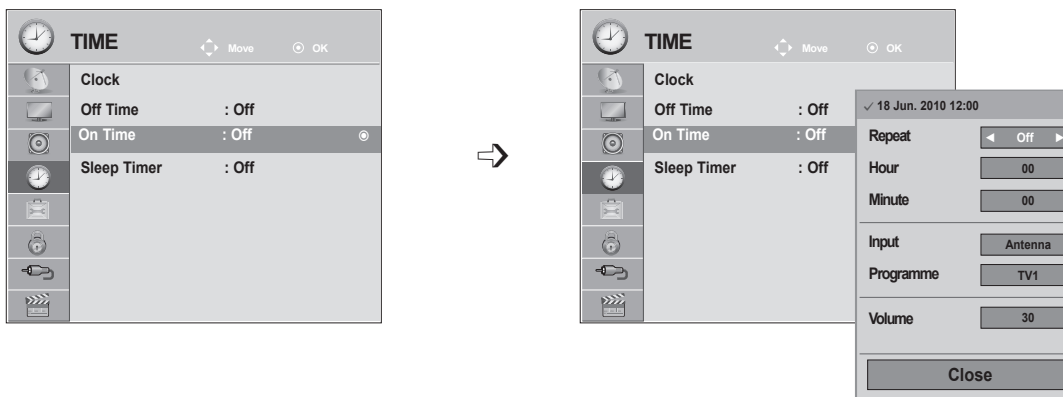 TIME
Move
OK
Clock
Off Time : Off
On Time : Off
Sleep Timer : Off
TIME
Move
OK
Clock
Off Time : Off
On Time : Off
Sleep Timer : Off
✓ 18 Jun. 2010 12:00
Repeat ◀ Off ▶
Hour 00
Minute 00
Input Antenna
Programme TV1
Volume 30
Close